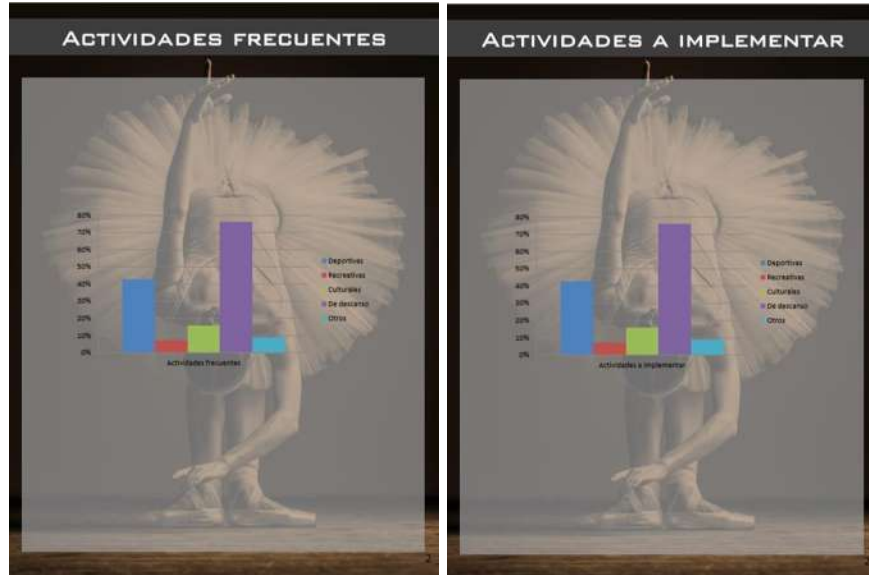 ACTIVIDADES FRECUENTES
80%
70%
60%
50%
40%
30%
20%
10%
0%
Deportivas
Recreativas
Culturales
De descanso
Otros
Actividades frecuentes
2
ACTIVIDADES A IMPLEMENTAR
80%
70%
60%
50%
40%
30%
20%
10%
0%
Deportivas
Recreativas
Culturales
De descanso
Otros
Actividades a implementar
2